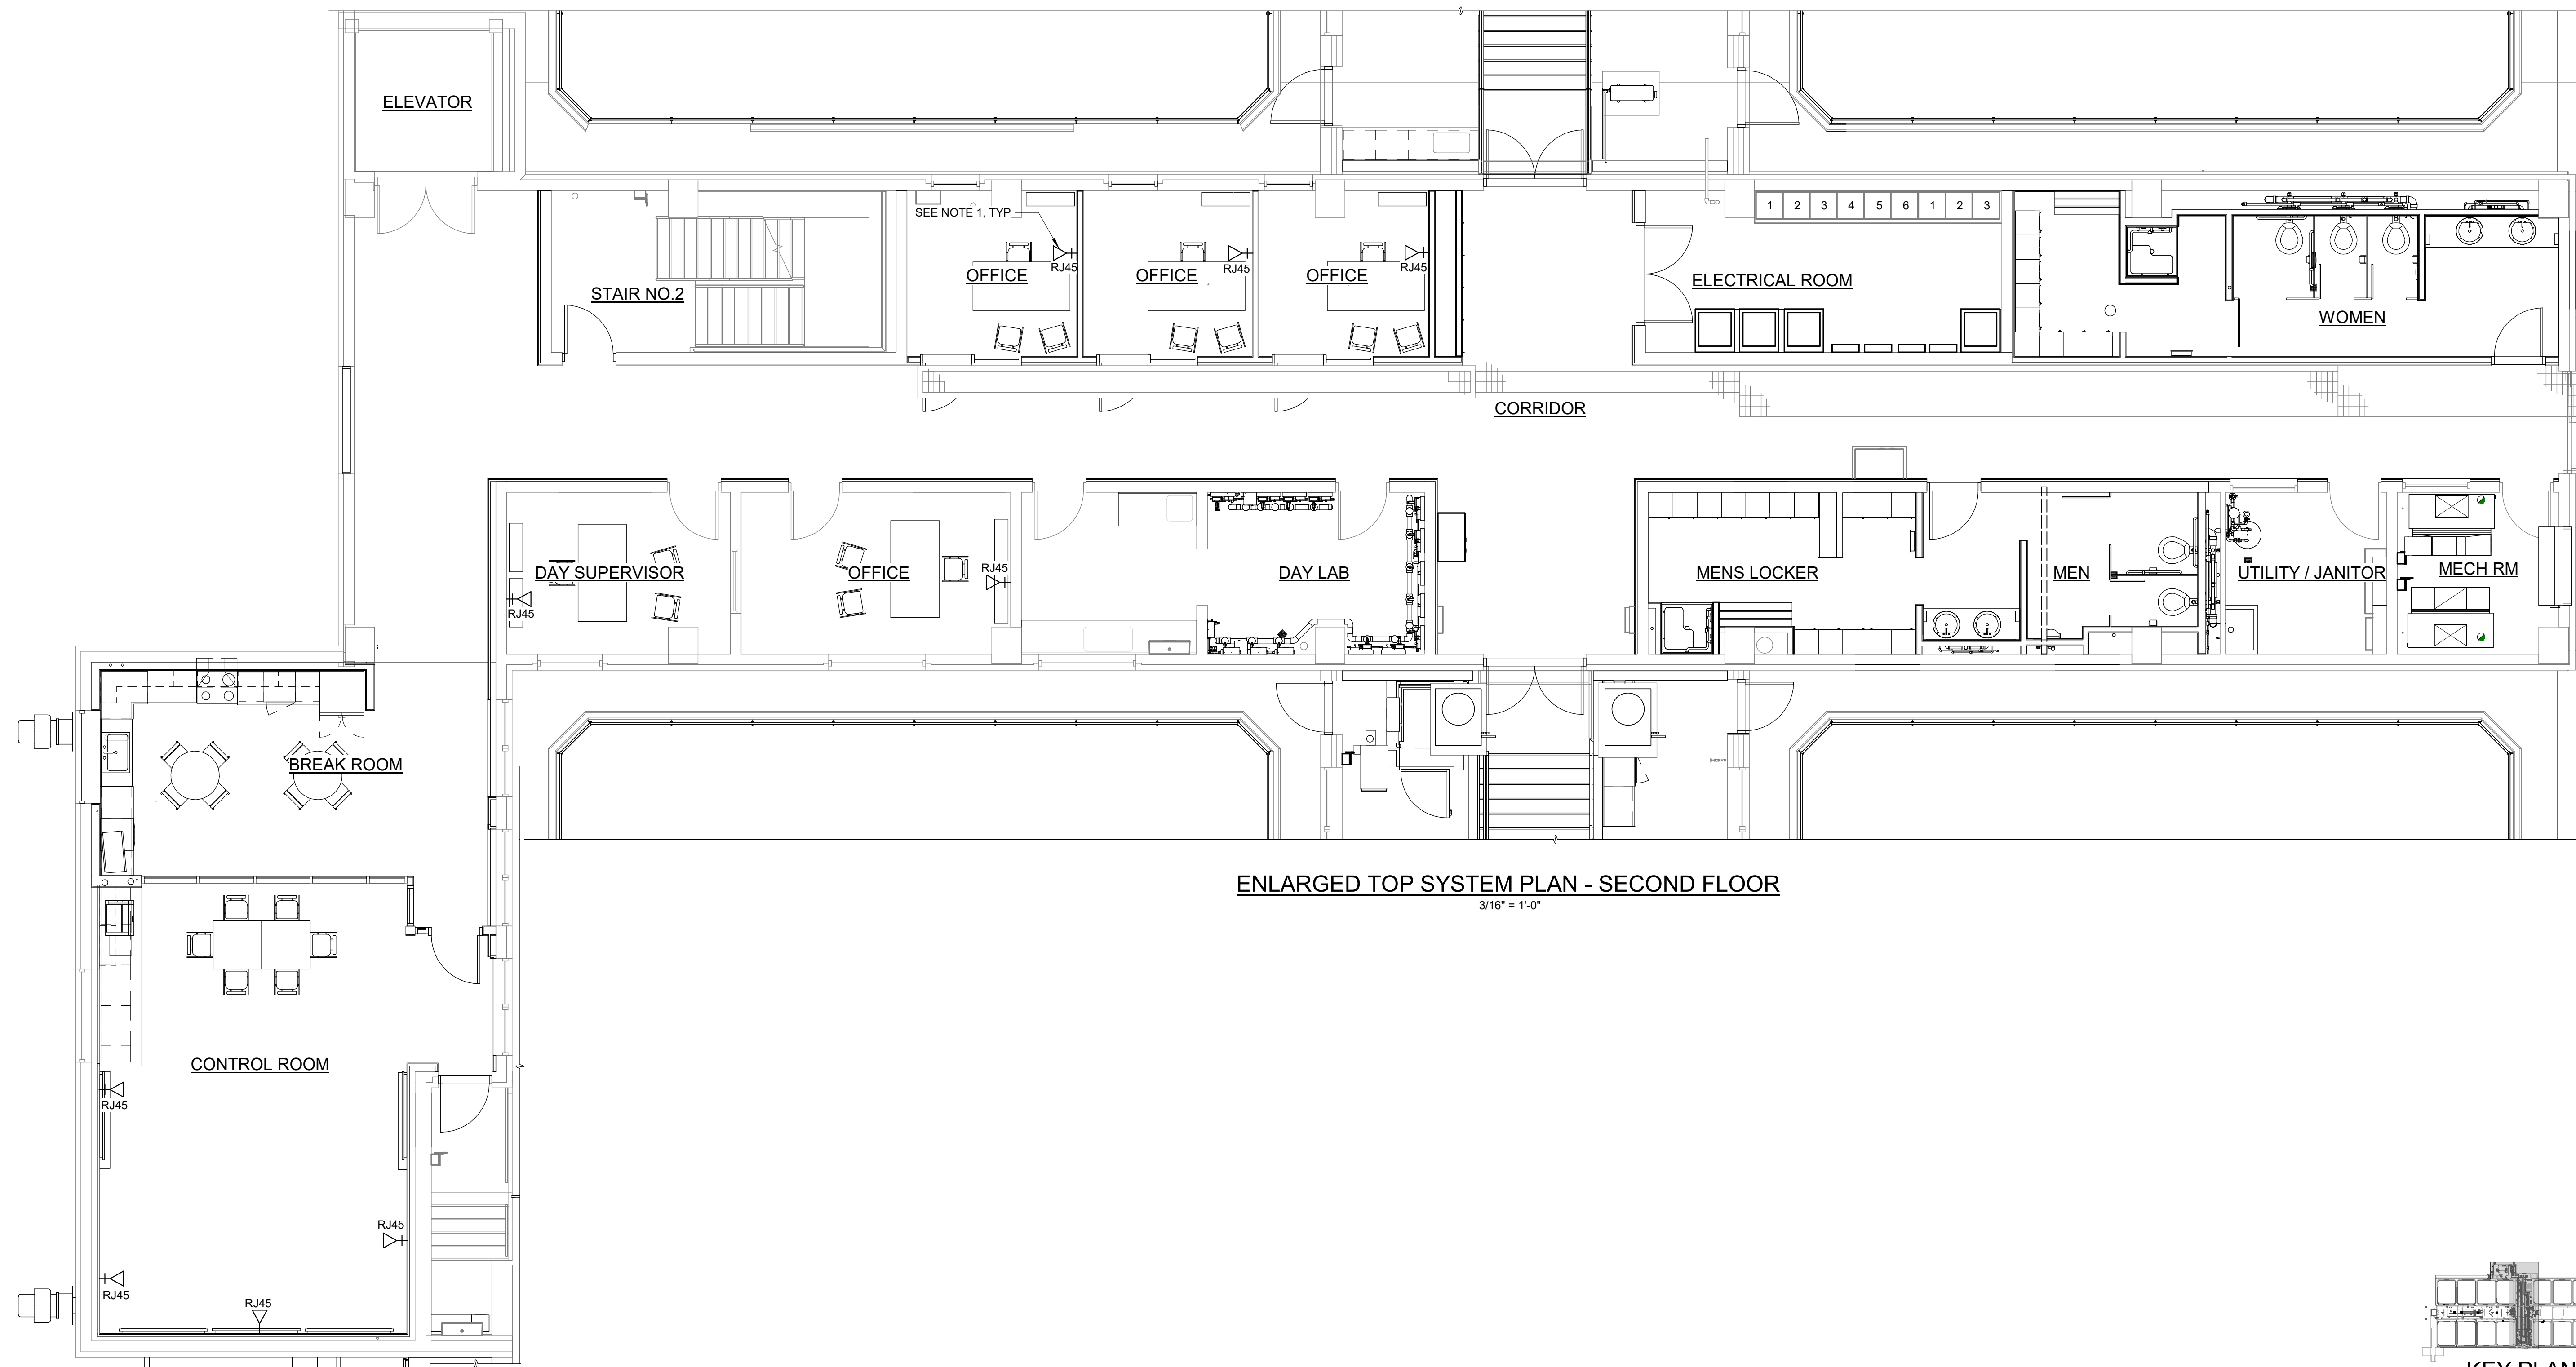 ELEVATOR
1 2 3 4 5 6 1 2 3
SEE NOTE 1, TYP
RJ45
RJ45
RJ45
OFFICE
OFFICE
OFFICE
ELECTRICAL ROOM
STAIR NO.2
WOMEN
CORRIDOR
DAY SUPERVISOR
RJ45
OFFICE
RJ45
DAY LAB
MENS LOCKER
MEN
UTILITY / JANITOR
MECH RM
BREAK ROOM
ENLARGED TOP SYSTEM PLAN - SECOND FLOOR
3/16" = 1'-0"
CONTROL ROOM
RJ45
RJ45
RJ45
RJ45
KEY PLAN